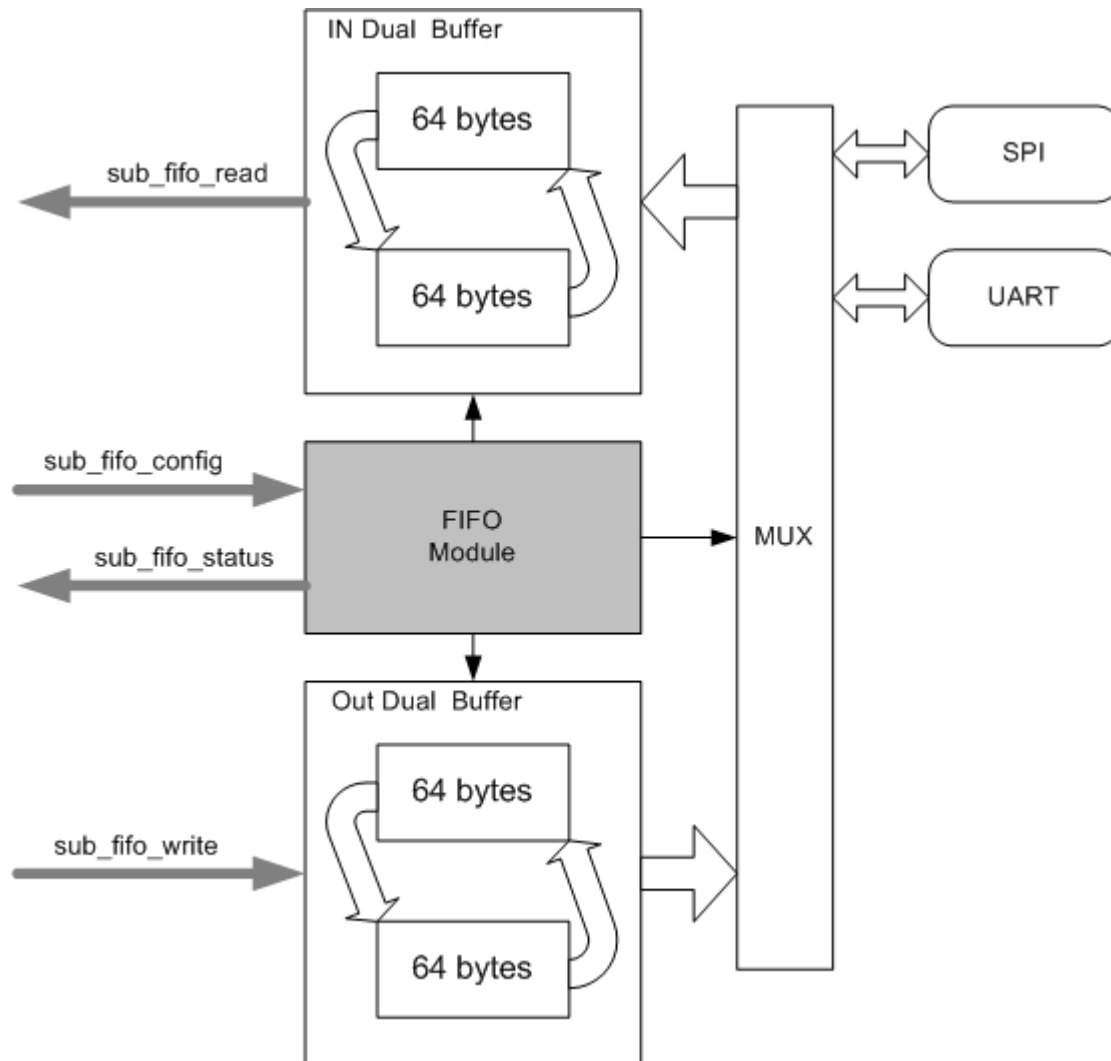 IN Dual Buffer
64 bytes
64 bytes
sub_fifo_read
SPI
UART
sub_fifo_config
sub_fifo_status
FIFO
Module
MUX
Out Dual Buffer
64 bytes
64 bytes
sub_fifo_write